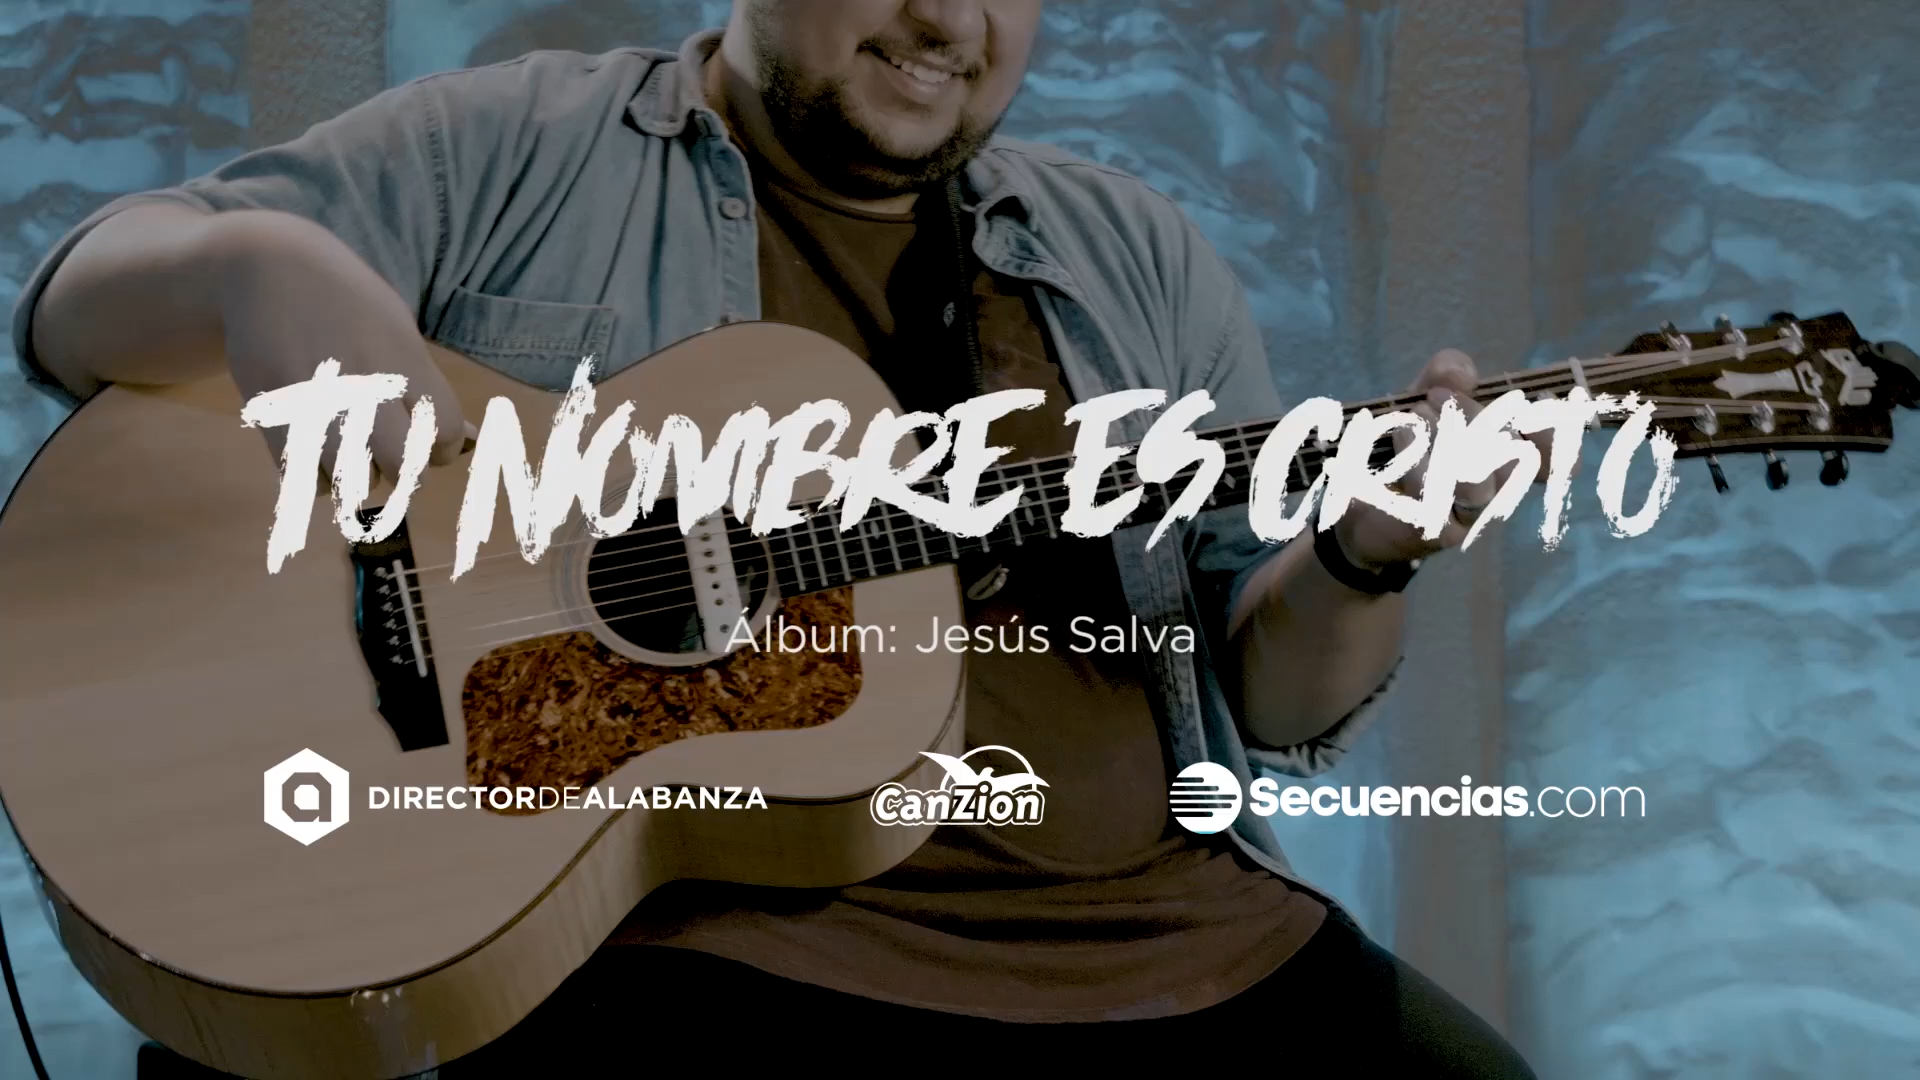 TU NOMBRE ES CRISTO
Álbum: Jesús Salva
DIRECTORDEALABANZA
CanZion
Secuencias.com